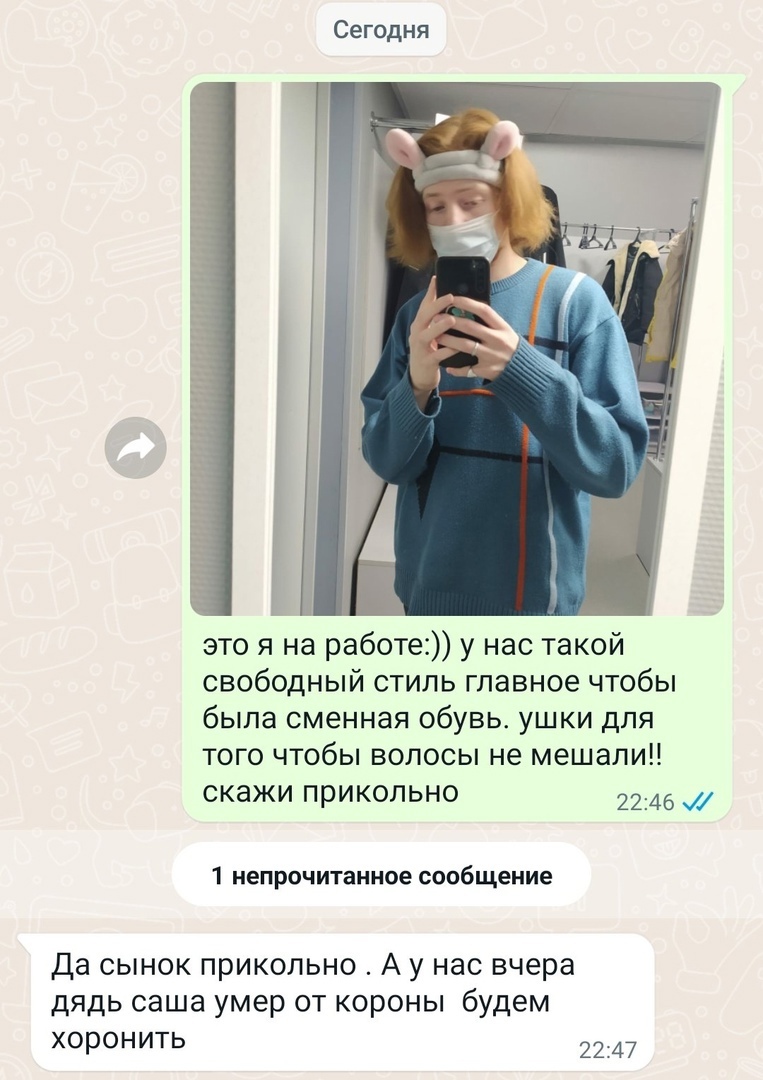 Сегодня
это я на работе:)) у нас такой
свободный стиль главное чтобы
была сменная обувь. ушки для
того чтобы волосы не мешали!!
скажи прикольно
22:46
1 непрочитанное сообщение
Да сынок прикольно . А у нас вчера
дядь саша умер от короны  будем
хоронить
22:47